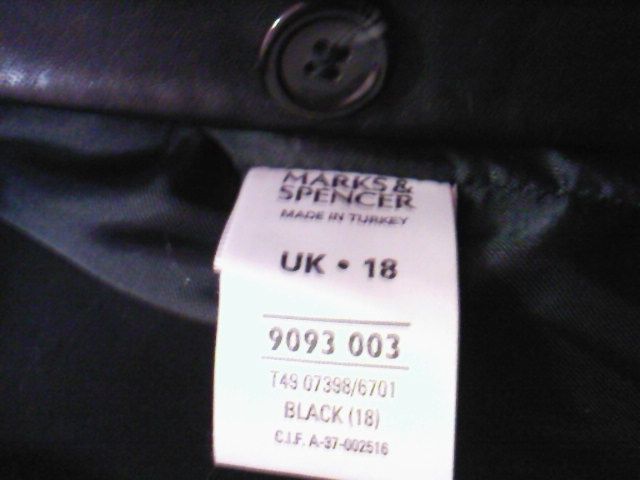 MARKS &
SPENCER
MADE IN TURKEY
UK • 18
9093 003
T49 07398/6701
BLACK (18)
C.I.F. A-37-002516